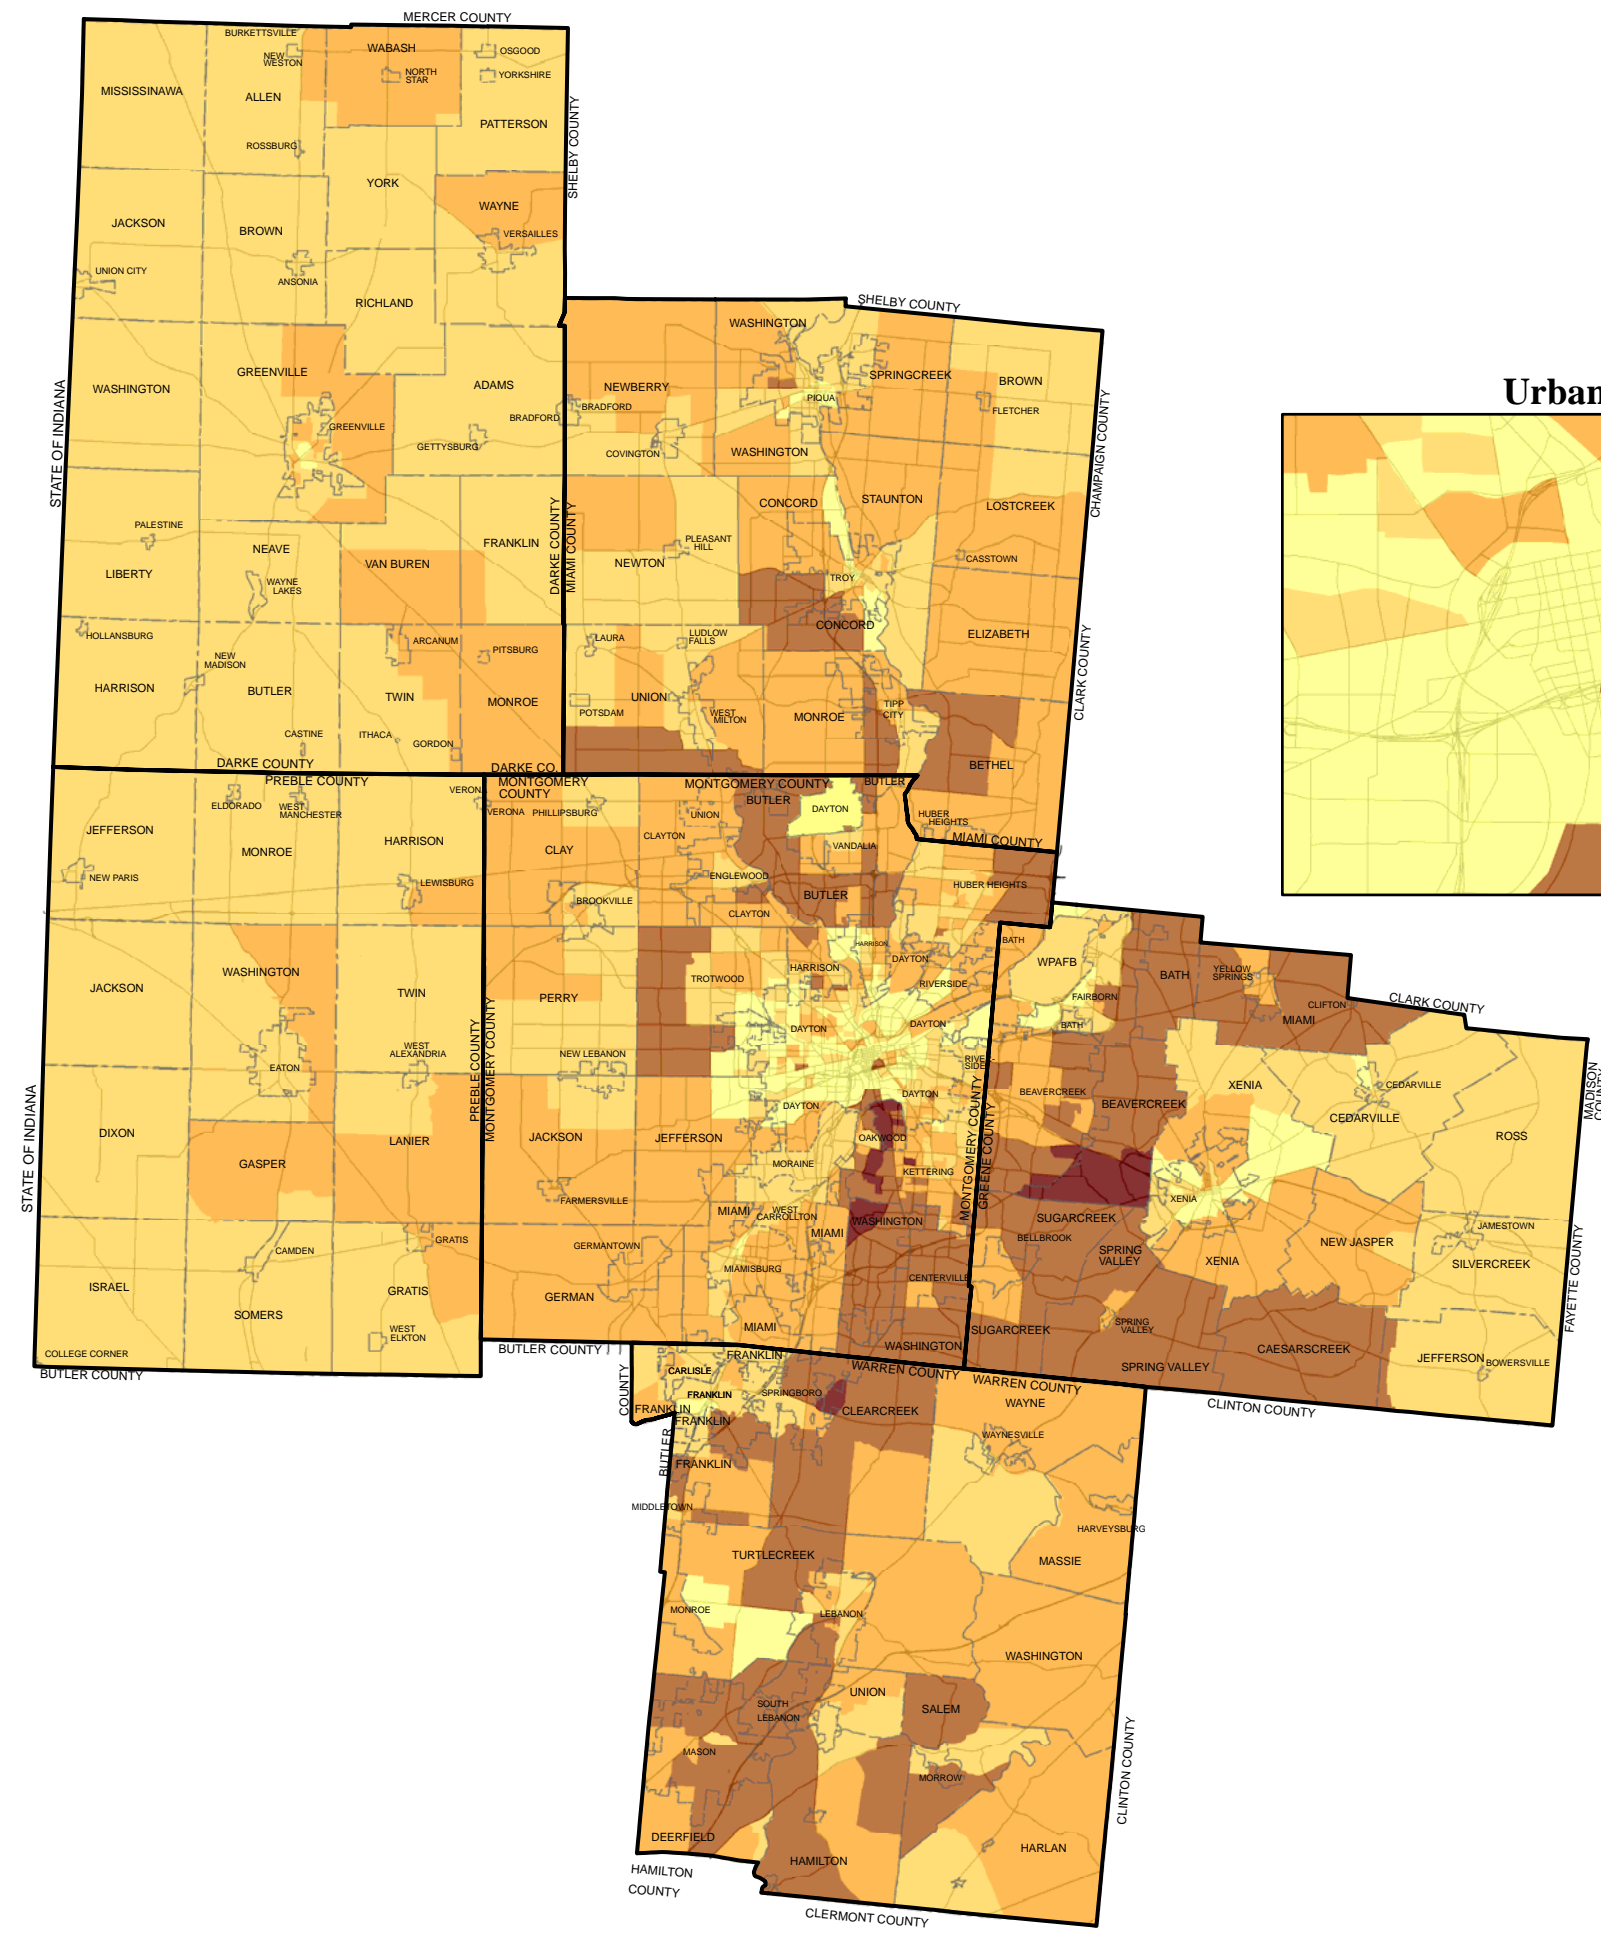 MERCER COUNTY
BURKETTSVILLE
NEW
WESTON
WABASH
OSGOOD
NORTH
STAR
YORKSHIRE
MISSISSINAWA
ALLEN
PATTERSON
SHELBY COUNTY
ROSSBURG
YORK
WAYNE
VERSAILLES
JACKSON
BROWN
UNION CITY
ANSONIA
RICHLAND
SHELBY COUNTY
WASHINGTON
GREENVILLE
ADAMS
WASHINGTON
NEWBERRY
SPRINGCREEK
BROWN
PIQUA
FLETCHER
BRADFORD
BRADFORD
GREENVILLE
GETTYSBURG
COVINGTON
WASHINGTON
STATE OF INDIANA
CHAMPAIGN COUNTY
Urban
CONCORD
STAUNTON
LOSTCREEK
PALESTINE
NEAVE
FRANKLIN
DARKE COUNTY
MIAMI COUNTY
PLEASANT
HILL
NEWTON
CASSTOWN
VAN BUREN
LIBERTY
WAYNE
LAKES
TROY
CONCORD
ELIZABETH
HOLLANSBURG
ARCANUM
PITSBURG
LAURA
LUDLOW
FALLS
CLARK COUNTY
NEW
MADISON
HARRISON
BUTLER
TWIN
MONROE
UNION
POTSDAM
WEST
MILTON
MONROE
TIPP
CITY
CASTINE
ITHACA
GORDON
BETHEL
DARKE COUNTY
DARKE CO.
PREBLE COUNTY
MONTGOMERY
COUNTY
MONTGOMERY COUNTY
BUTLER
VERONA
VERONA
PHILLIPSBURG
ELDORADO
WEST
MANCHESTER
UNION
BUTLER
DAYTON
HUBER
HEIGHTS
MIAMI COUNTY
JEFFERSON
MONROE
HARRISON
CLAY
CLAYTON
VANDALIA
NEW PARIS
LEWISBURG
ENGLEWOOD
BUTLER
HUBER HEIGHTS
BROOKVILLE
CLAYTON
HARRISON
BATH
WASHINGTON
JACKSON
TWIN
PERRY
TROTWOOD
HARRISON
DAYTON
RIVERSIDE
WPAFB
FAIRBORN
BATH
BATH
YELLOW
SPRINGS
CLIFTON
MIAMI
CLARK COUNTY
DAYTON
DAYTON
PREBLE COUNTY
MONTGOMERY COUNTY
WEST
ALEXANDRIA
EATON
NEW LEBANON
RIVER-
SIDE
DAYTON
DAYTON
BEAVERCREEK
BEAVERCREEK
XENIA
CEDARVILLE
CEDARVILLE
MADISON
COUNTY
STATE OF INDIANA
DIXON
LANIER
GASPER
JACKSON
JEFFERSON
OAKWOOD
MORAINE
KETTERING
MONTGOMERY COUNTY
GREENE COUNTY
ROSS
FARMERSVILLE
MIAMI
WEST
CARROLLTON
WASHINGTON
MIAMI
XENIA
SUGARCREEK
BELLBROOK
SPRING
VALLEY
XENIA
NEW JASPER
JAMESTOWN
SILVERCREEK
FAYETTE COUNTY
CAMDEN
GRATIS
GERMANTOWN
MIAMISBURG
CENTERVILLE
ISRAEL
SOMERS
GRATIS
GERMAN
MIAMI
WASHINGTON
SUGARCREEK
SPRING
VALLEY
CAESARSCREEK
WEST
ELKTON
COLLEGE CORNER
BUTLER COUNTY
BUTLER COUNTY
FRANKLIN
WARREN COUNTY
WARREN COUNTY
SPRING VALLEY
JEFFERSON
BOWERSVILLE
CLINTON COUNTY
BUTLER
COUNTY
CARLISLE
FRANKLIN
SPRINGBORO
FRANKLIN
FRANKLIN
CLEARCREEK
WAYNE
WAYNESVILLE
FRANKLIN
MIDDLETOWN
HARVEYSBURG
TURTLECREEK
MASSIE
MONROE
LEBANON
WASHINGTON
UNION
SOUTH
LEBANON
SALEM
MASON
MORROW
CLINTON COUNTY
DEERFIELD
HAMILTON
HARLAN
HAMILTON
COUNTY
CLERMONT COUNTY